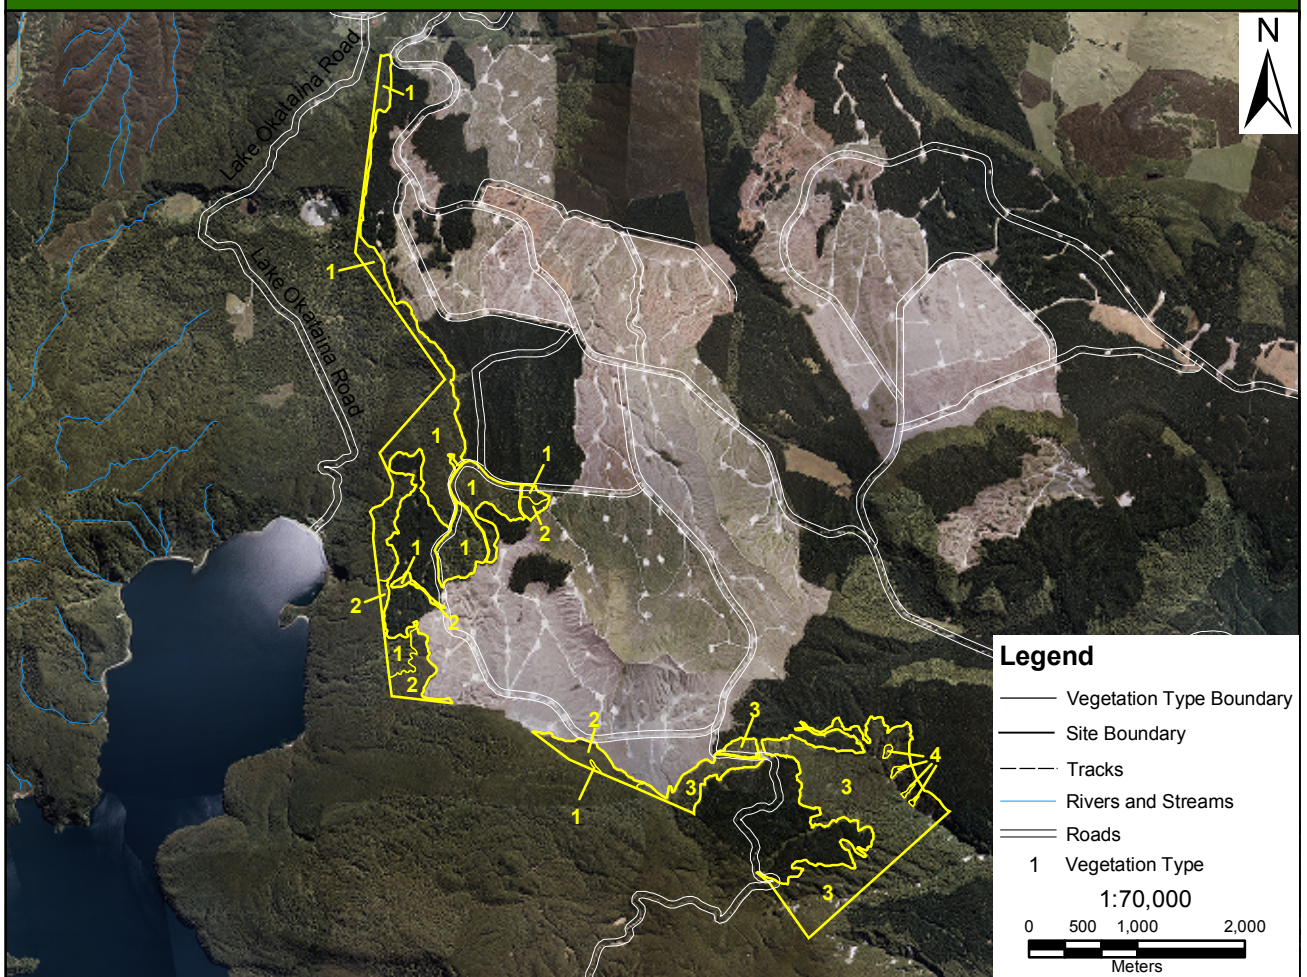 N
Lake Okataina Road
1
1
Lake Okataina Road
1
1
1
2
1
1
2
2
1
2
2
3
4
3
3
1
3
Legend
Vegetation Type Boundary
Site Boundary
Tracks
Rivers and Streams
Roads
1 Vegetation Type
1:70,000
0 500 1,000 2,000
Meters